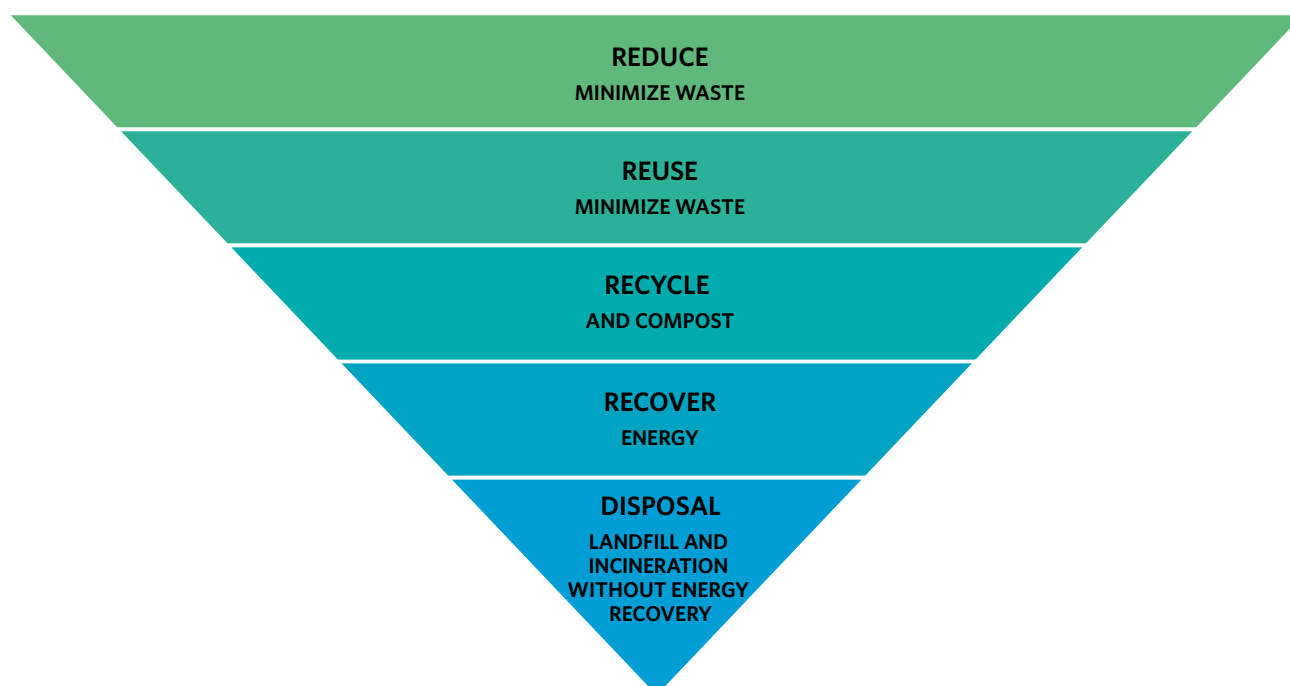 REDUCE
MINIMIZE WASTE
REUSE
MINIMIZE WASTE
RECYCLE
AND COMPOST
RECOVER
ENERGY
DISPOSAL
LANDFILL AND
INCINERATION
WITHOUT ENERGY
RECOVERY